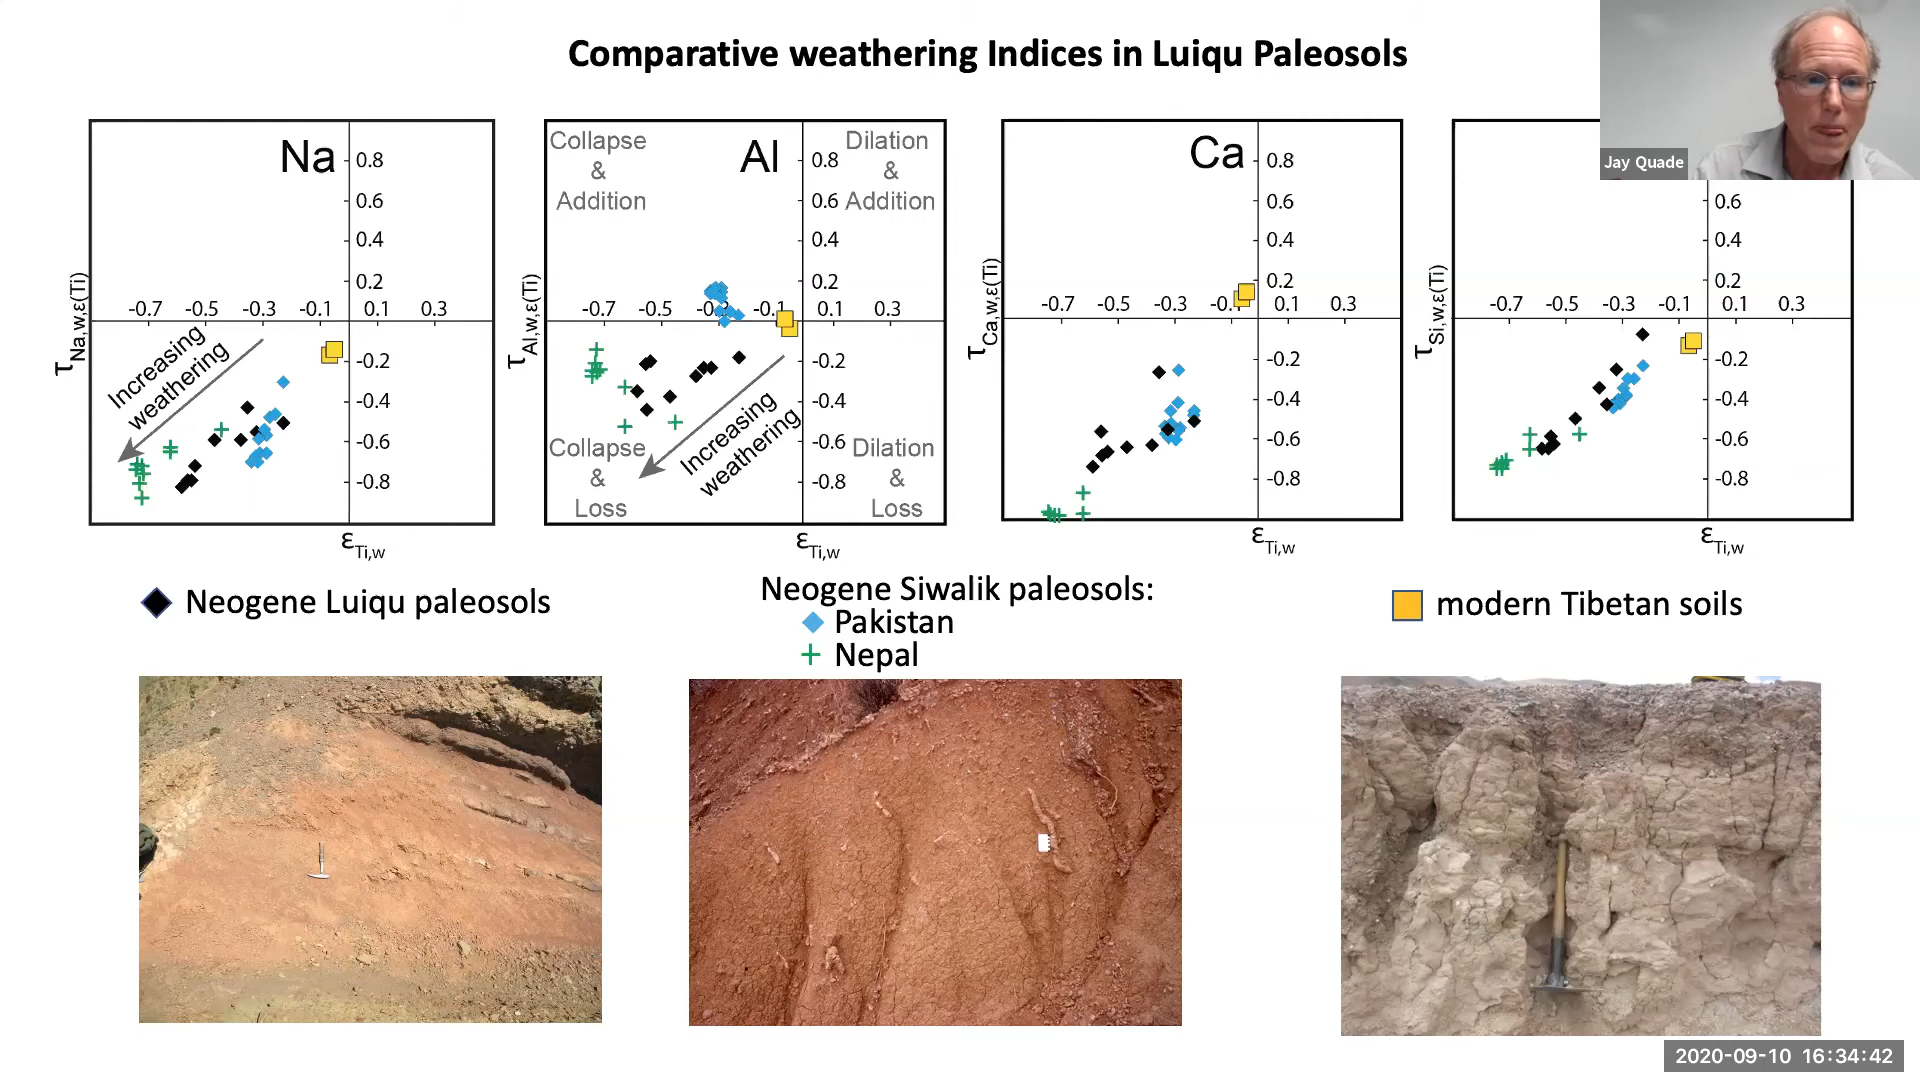 Comparative weathering Indices in Luiqu Paleosols
Jay Quade
Na
0.8
0.6
0.4
0.2
-0.7 -0.5 -0.3 -0.1 0.1 0.3
-0.2
-0.4
-0.6
-0.8
τNa,w,ε(Ti)
Increasing
weathering
εTi,w
Collapse
&
Addition
Al
Dilation
&
Addition
0.8
0.6
0.4
0.2
-0.7 -0.5 0.1 0.3
-0.2
-0.4
-0.6
-0.8
τAl,w,ε(Ti)
Increasing
weathering
Collapse
&
Loss
Dilation
&
Loss
εTi,w
Ca
0.8
0.6
0.4
0.2
-0.7 -0.5 -0.3 0.1 0.3
-0.2
-0.4
-0.6
-0.8
τCa,w,ε(Ti)
εTi,w
0.6
0.4
0.2
-0.7 -0.5 -0.3 -0.1 0.1 0.3
-0.2
-0.4
-0.6
-0.8
τSi,w,ε(Ti)
εTi,w
Neogene Luiqu paleosols
Neogene Siwalik paleosols:
Pakistan
Nepal
modern Tibetan soils
2020-09-10 16:34:42